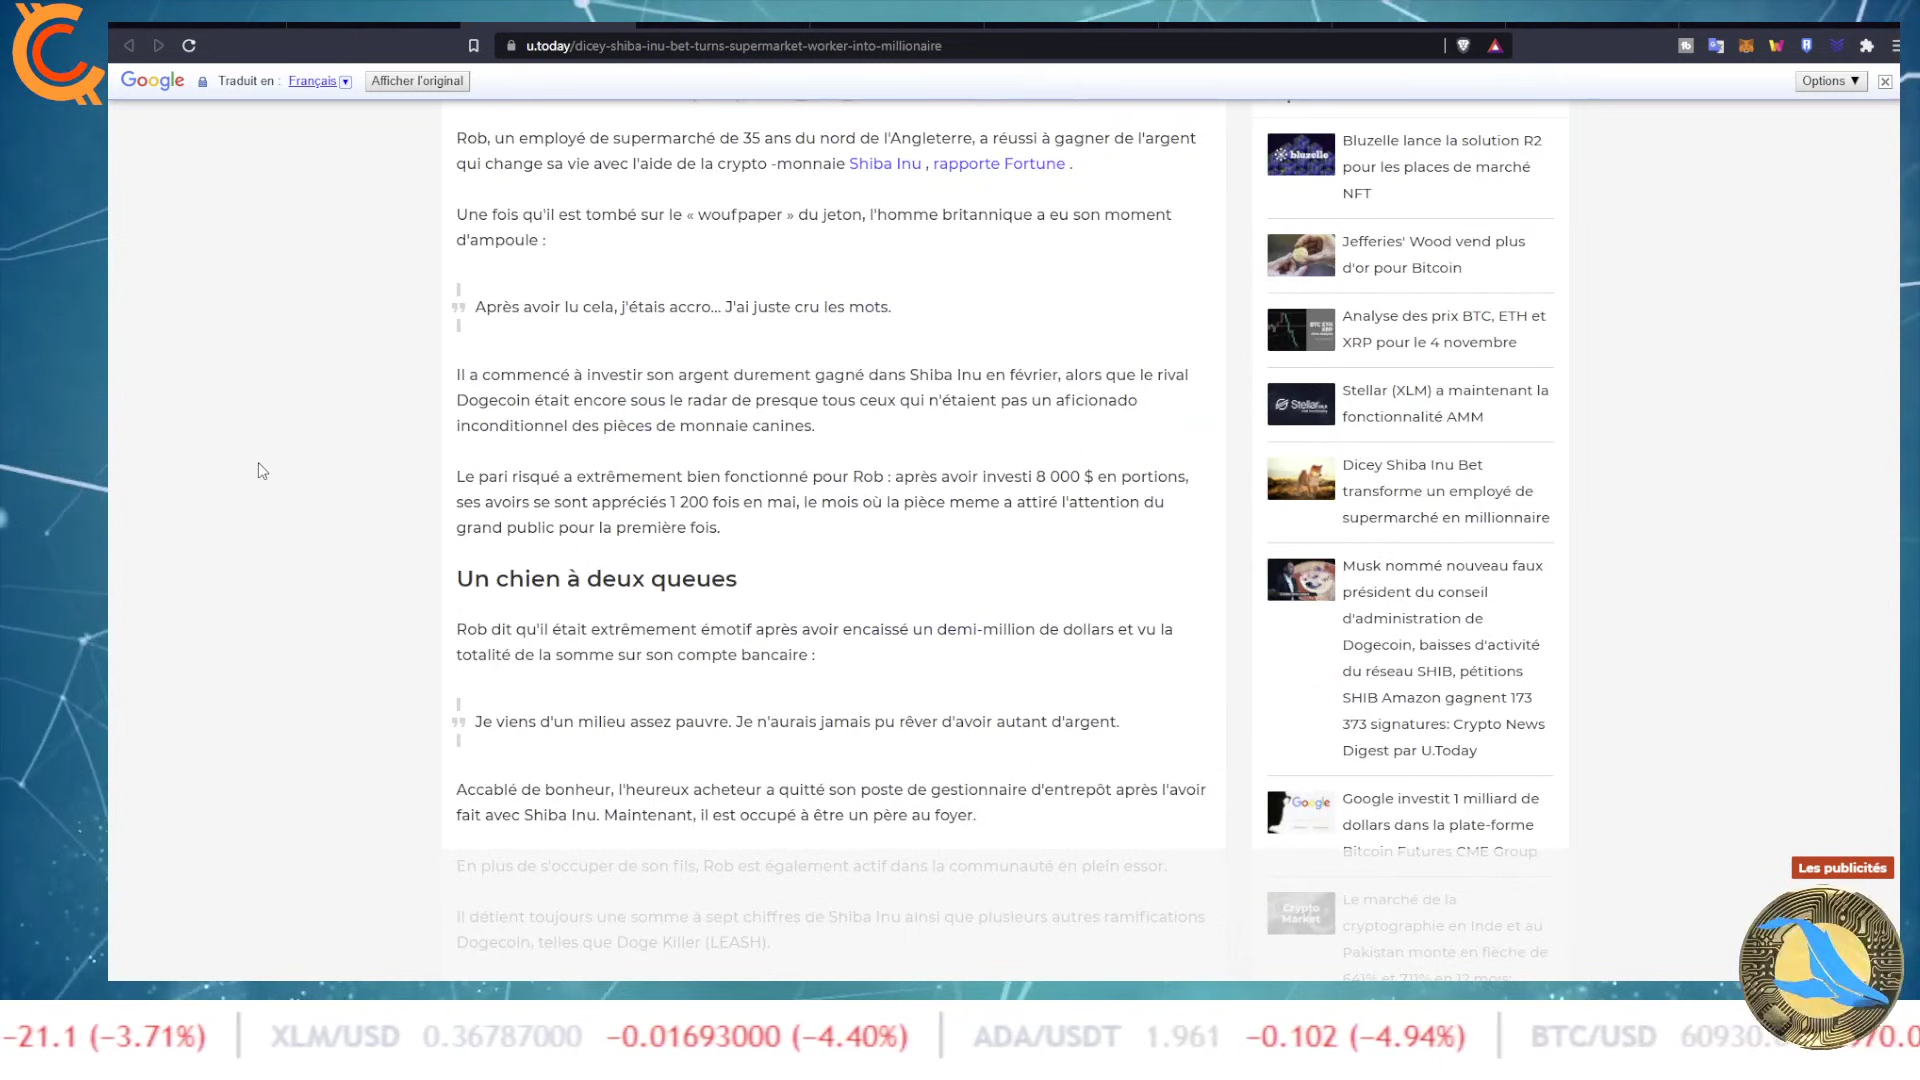 u.today/dicey-shiba-inu-bet-turns-supermarket-worker-into-millionaire
Google Traduit en : Français Afficher l'original Options
Rob, un employé de supermarché de 35 ans du nord de l'Angleterre, a réussi à gagner de l'argent
qui change sa vie avec l'aide de la crypto -monnaie Shiba Inu , rapporte Fortune .
Une fois qu'il est tombé sur le « woufpaper » du jeton, l'homme britannique a eu son moment
d'ampoule :
Après avoir lu cela, j'étais accro... J'ai juste cru les mots.
Il a commencé à investir son argent durement gagné dans Shiba Inu en février, alors que le rival
Dogecoin était encore sous le radar de presque tous ceux qui n'étaient pas un aficionado
inconditionnel des pièces de monnaie canines.
Le pari risqué a extrêmement bien fonctionné pour Rob : après avoir investi 8 000 $ en portions,
ses avoirs se sont appréciés 1 200 fois en mai, le mois où la pièce meme a attiré l'attention du
grand public pour la première fois.
Un chien à deux queues
Rob dit qu'il était extrêmement émotif après avoir encaissé un demi-million de dollars et vu la
totalité de la somme sur son compte bancaire :
Je viens d'un milieu assez pauvre. Je n'aurais jamais pu rêver d'avoir autant d'argent.
Accablé de bonheur, l'heureux acheteur a quitté son poste de gestionnaire d'entrepôt après l'avoir
fait avec Shiba Inu. Maintenant, il est occupé à être un père au foyer.
En plus de s'occuper de son fils, Rob est également actif dans la communauté en plein essor.
Il détient toujours une somme à sept chiffres de Shiba Inu ainsi que plusieurs autres ramifications
Dogecoin, telles que Doge Killer (LEASH).
bluzelle
Bluzelle lance la solution R2
pour les places de marché
NFT
Jefferies' Wood vend plus
d'or pour Bitcoin
Analyse des prix BTC, ETH et
XRP pour le 4 novembre
Stellar
Stellar (XLM) a maintenant la
fonctionnalité AMM
Dicey Shiba Inu Bet
transforme un employé de
supermarché en millionnaire
Musk nommé nouveau faux
président du conseil
d'administration de
Dogecoin, baisses d'activité
du réseau SHIB, pétitions
SHIB Amazon gagnent 173
373 signatures: Crypto News
Digest par U.Today
Google
Google investit 1 milliard de
dollars dans la plate-forme
Bitcoin Futures CME Group
Crypto
Market
Le marché de la
cryptographie en Inde et au
Pakistan monte en flèche de
641% et 711% en 12 mois:
Les publicités
-21.1 (-3.71%) XLM/USD 0.36787000 -0.01693000 (-4.40%) ADA/USDT 1.961 -0.102 (-4.94%) BTC/USD 60930. 70.0